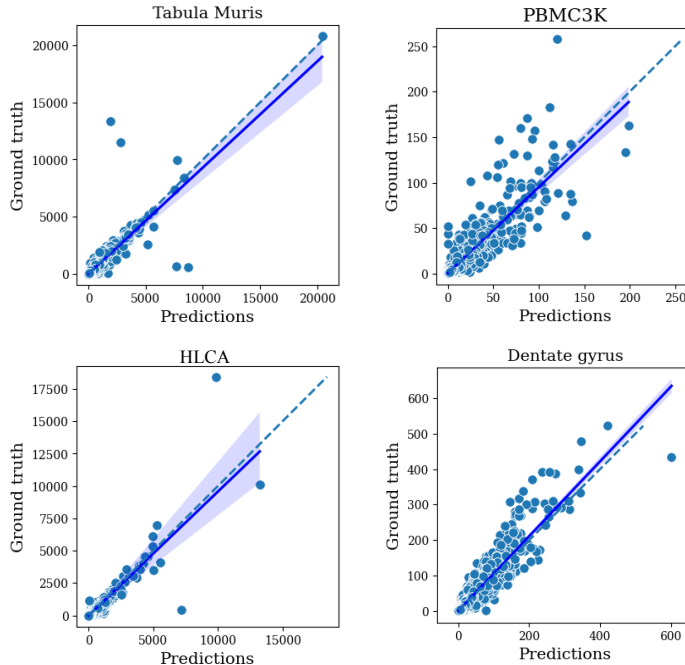 Tabula Muris
20000
15000
10000
5000
0
Ground truth
0 5000 10000 15000 20000
Predictions
PBMC3K
250
200
150
100
50
0
Ground truth
0 50 100 150 200 250
Predictions
HLCA
17500
15000
12500
10000
7500
5000
2500
0
Ground truth
0 5000 10000 15000
Predictions
Dentate gyrus
600
500
400
300
200
100
0
Ground truth
0 200 400 600
Predictions